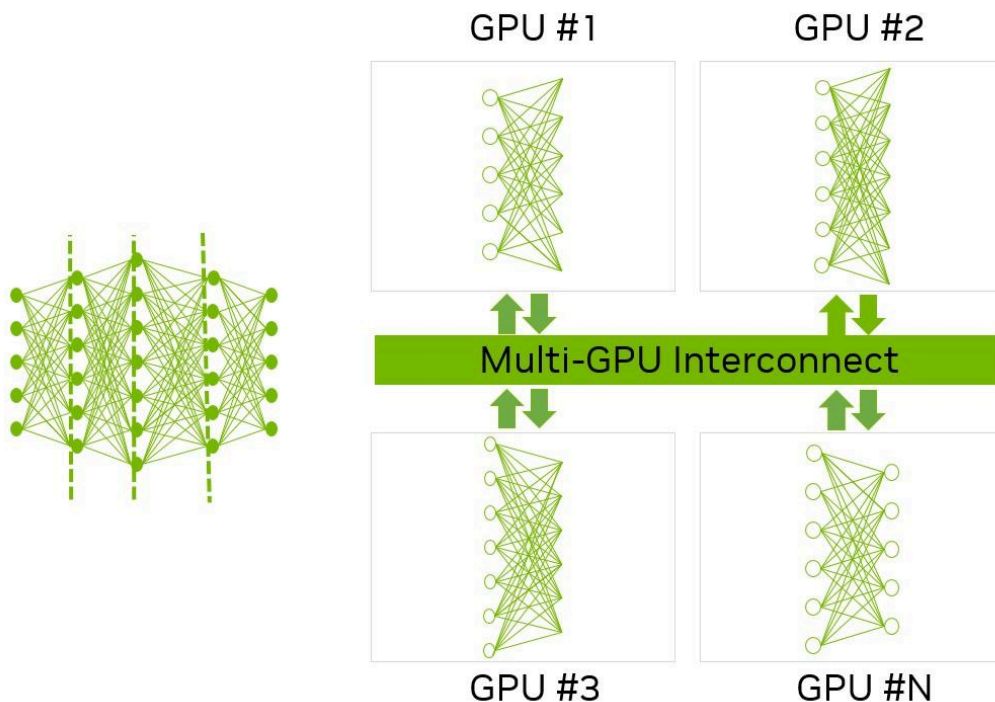 GPU #1
GPU #2
Multi-GPU Interconnect
GPU #3
GPU #N